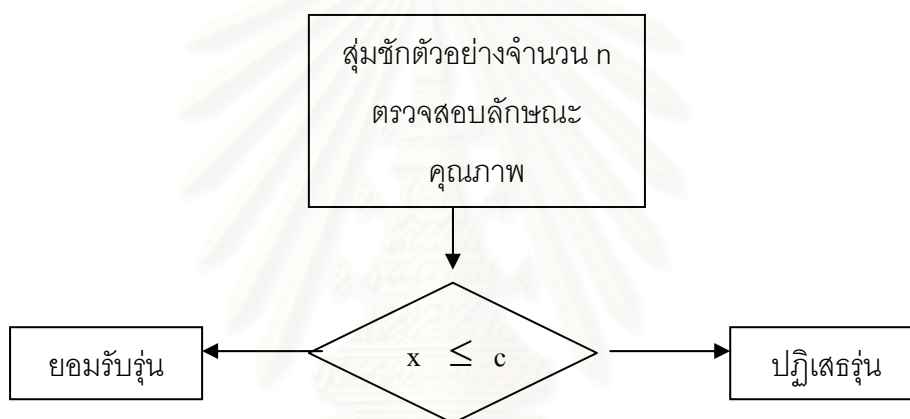 สุ่มชักตัวอย่างจำนวน n
ตรวจสอบลักษณะ
คุณภาพ
ยอมรับรุ่น
x ≤ c
ปฏิเสธรุ่น